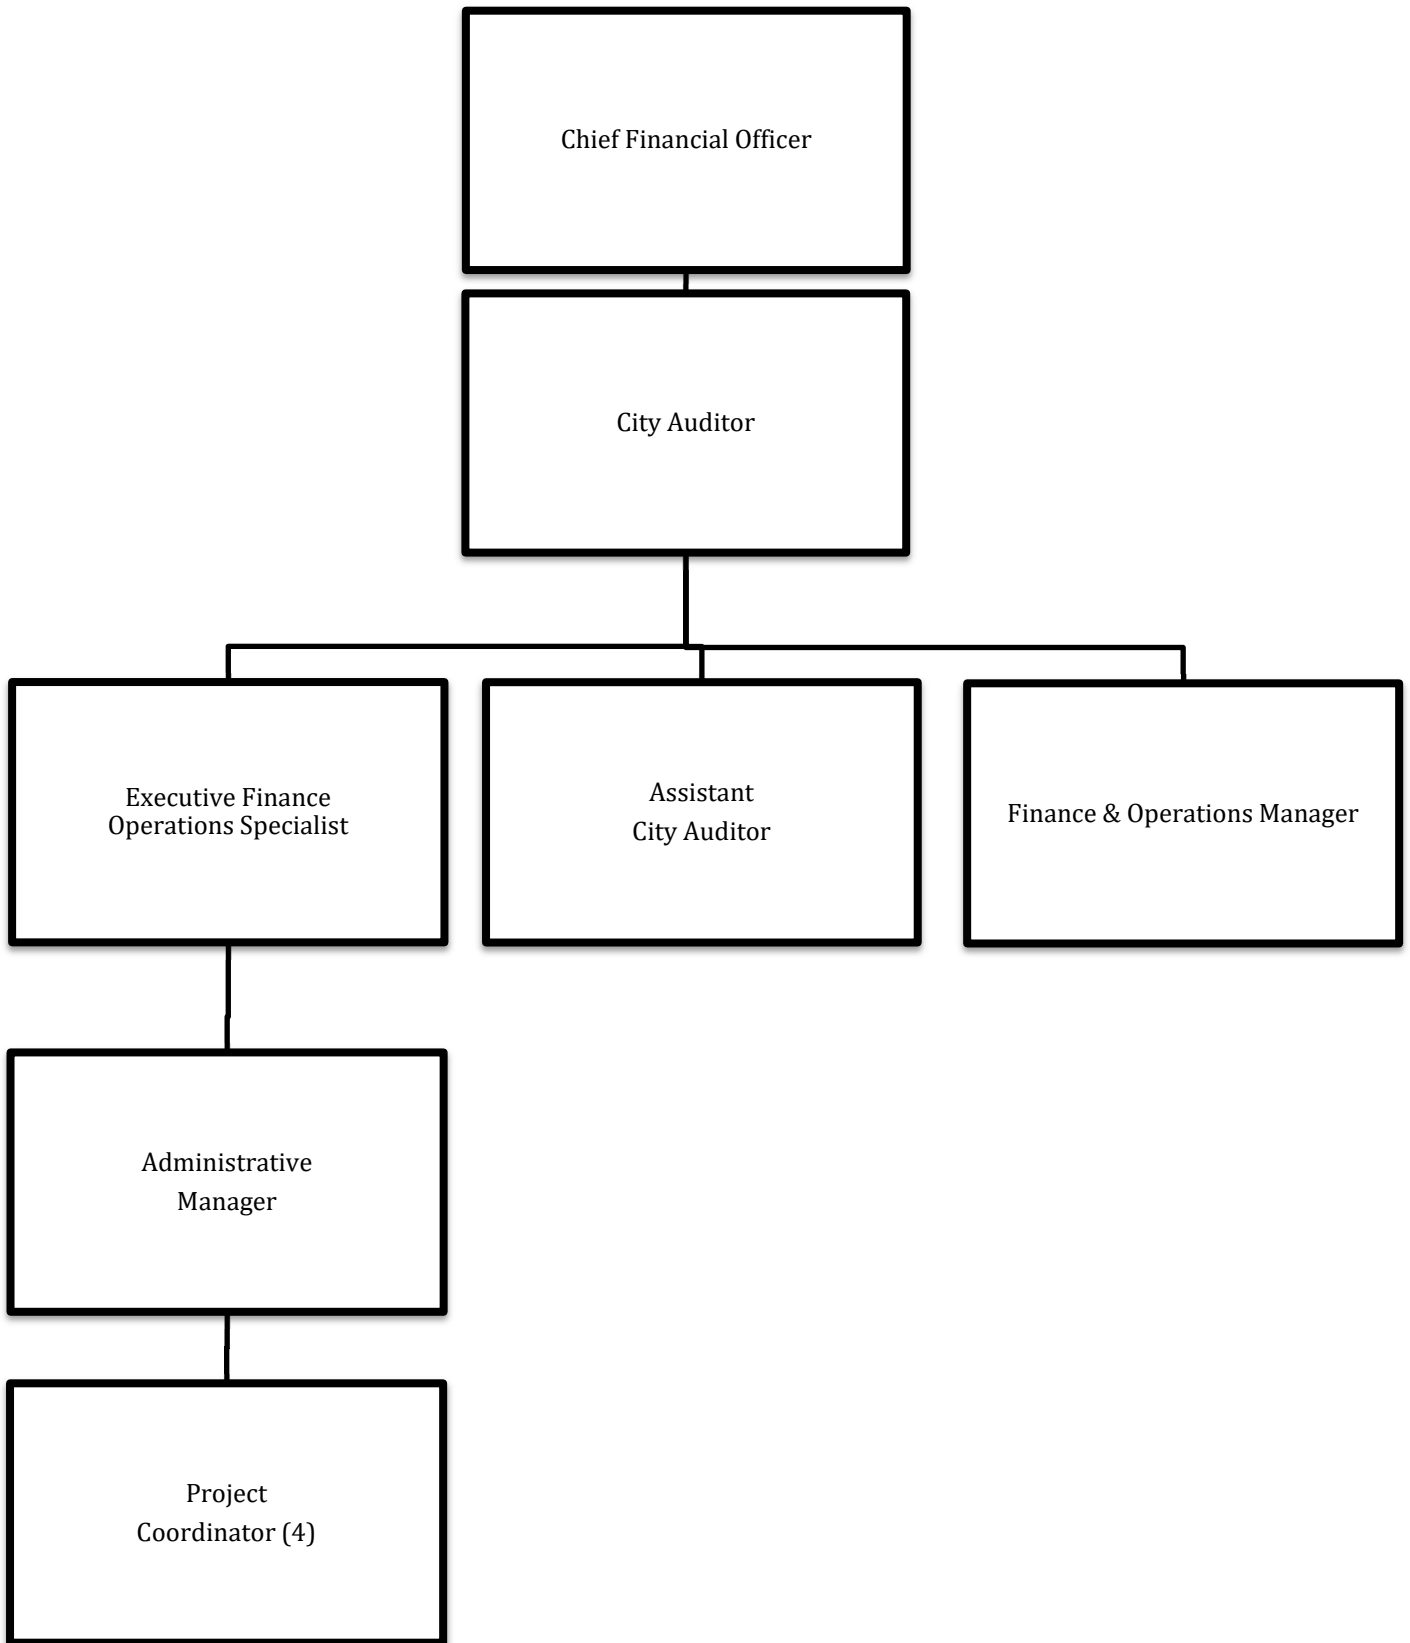 Chief Financial Officer
City Auditor
Executive Finance
Operations Specialist
Assistant
City Auditor
Finance & Operations Manager
Administrative
Manager
Project
Coordinator (4)